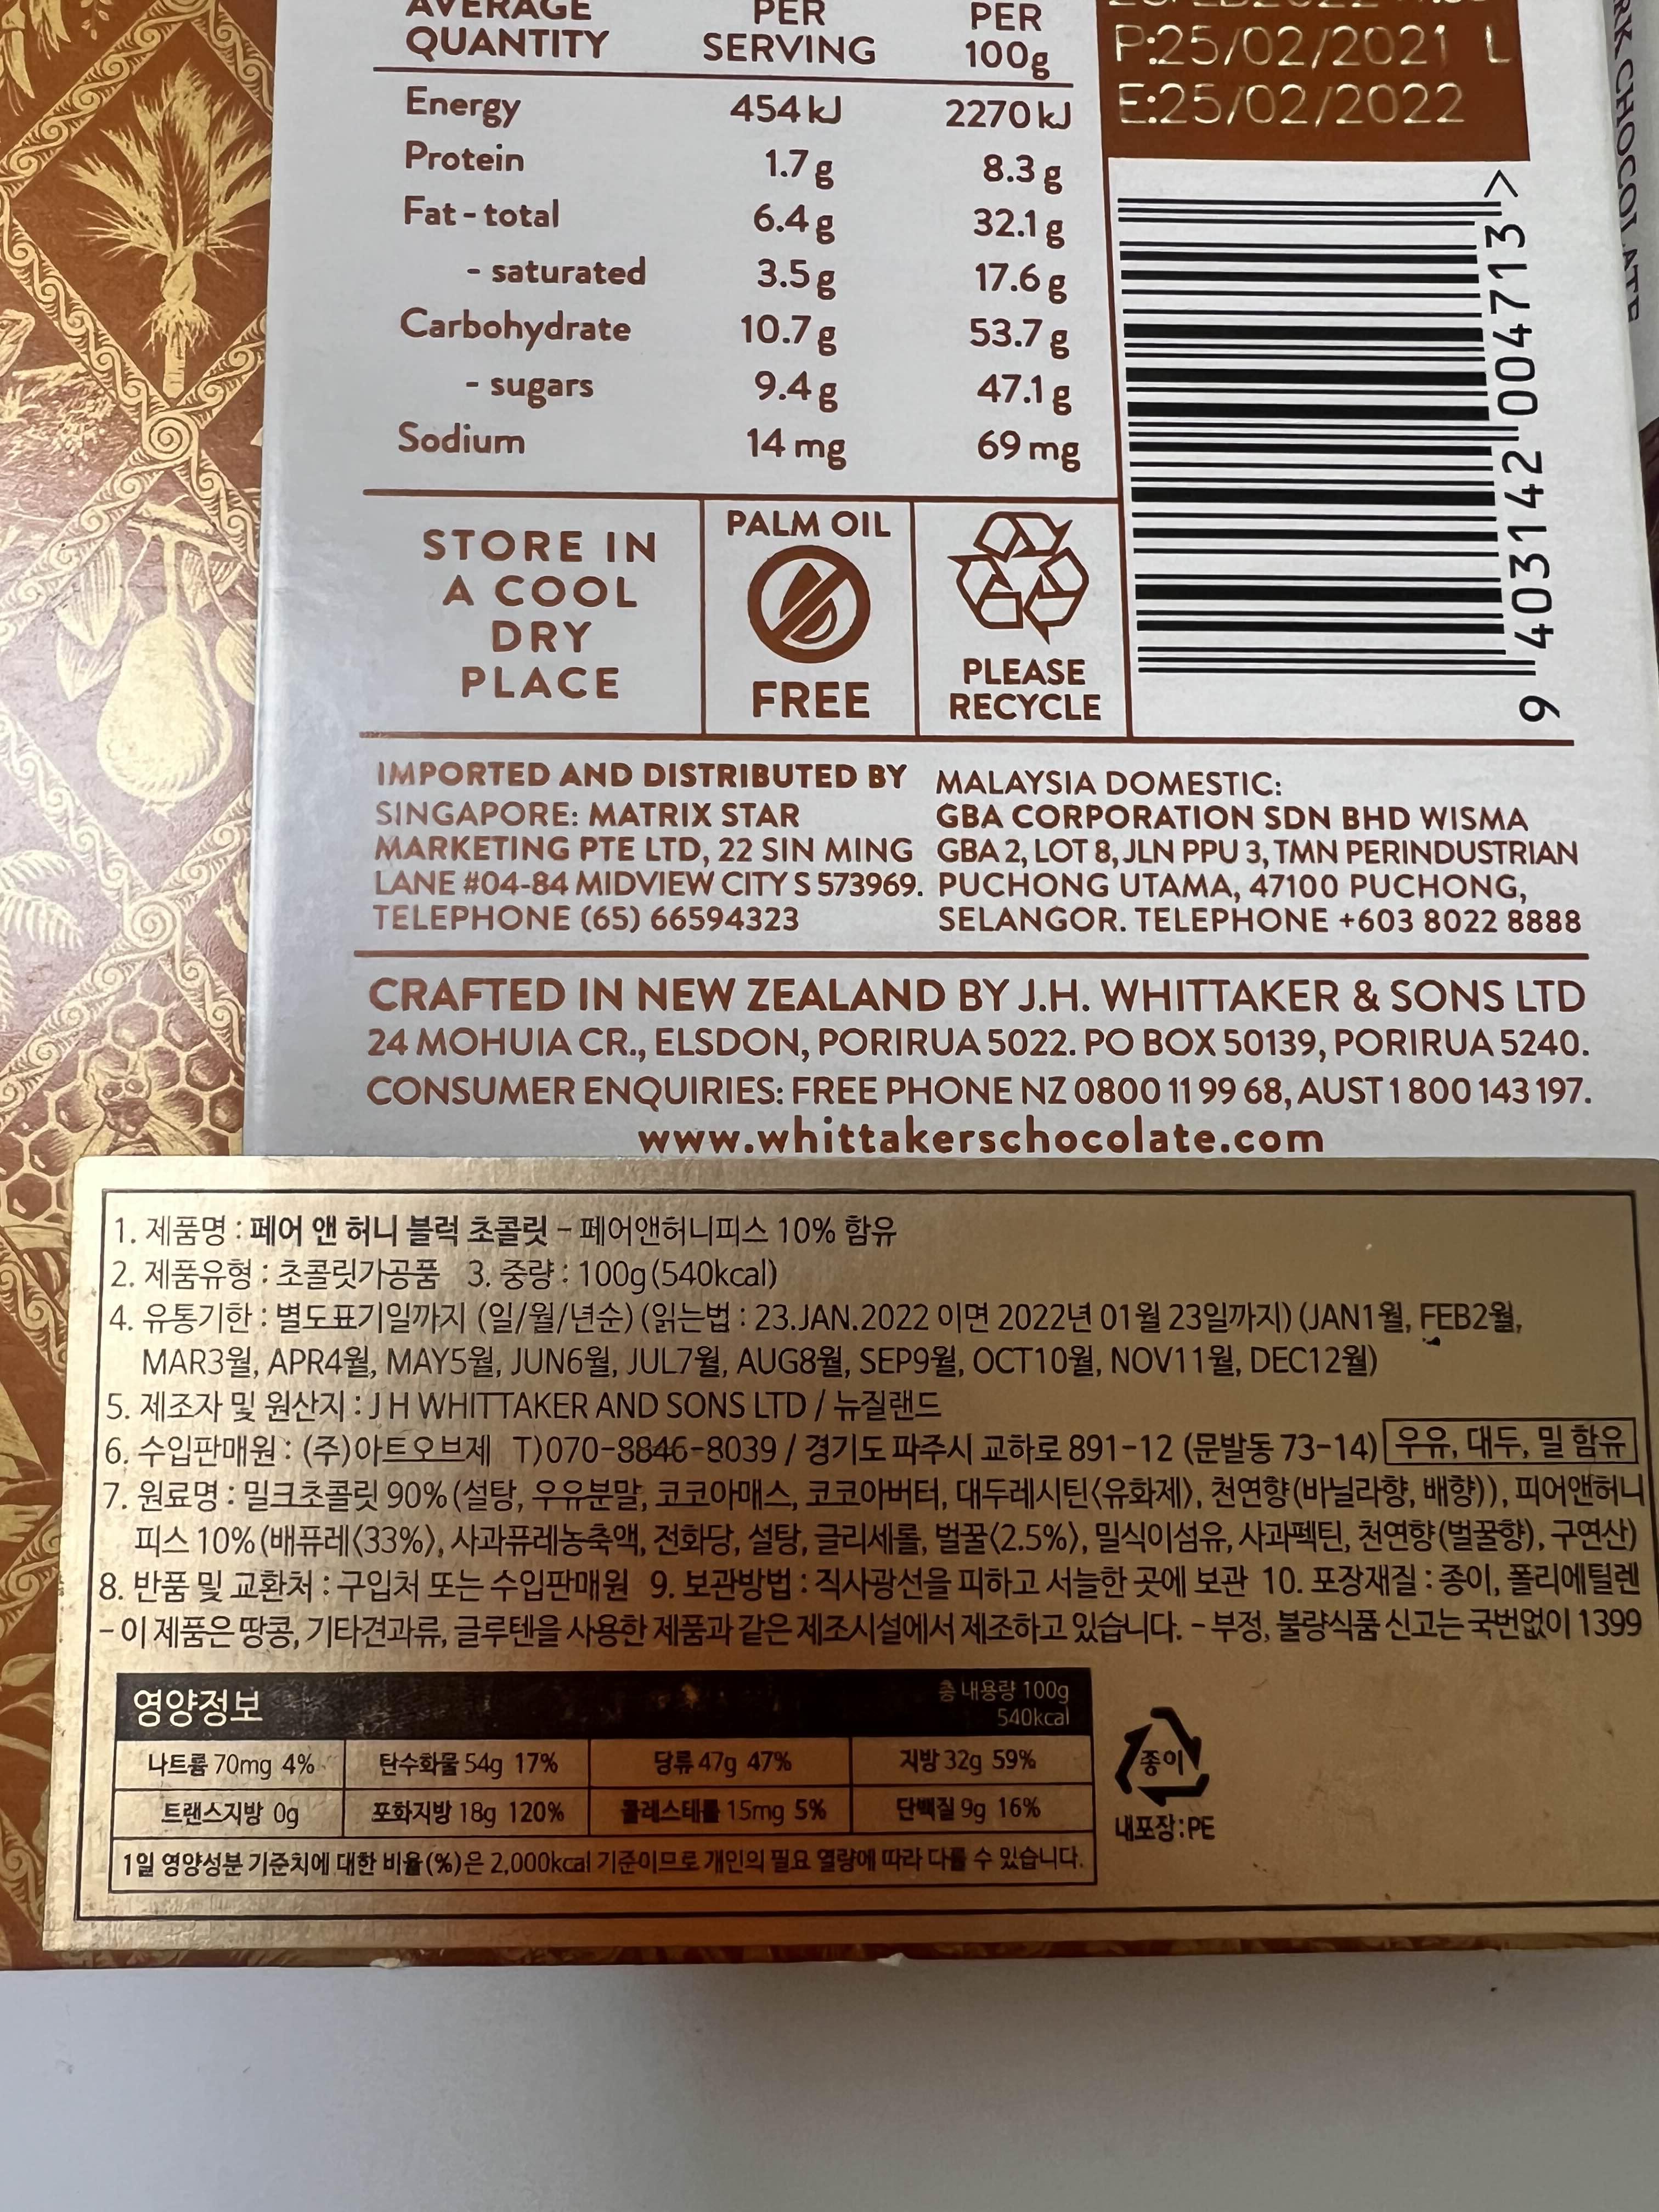 AVERAGE QUANTITY PER SERVING PER 100g
Energy 454 kJ 2270 kJ
Protein 1.7 g 8.3 g
Fat - total 6.4 g 32.1 g
- saturated 3.5 g 17.6 g
Carbohydrate 10.7 g 53.7 g
- sugars 9.4 g 47.1 g
Sodium 14 mg 69 mg
P:25/02/2021 L
E:25/02/2022
9 403142 004713 >
CHOCOLATE
STORE IN
A COOL
DRY
PLACE
PALM OIL
FREE
PLEASE
RECYCLE
IMPORTED AND DISTRIBUTED BY
SINGAPORE: MATRIX STAR
MARKETING PTE LTD, 22 SIN MING
LANE #04-84 MIDVIEW CITY S 573969.
TELEPHONE (65) 66594323
MALAYSIA DOMESTIC:
GBA CORPORATION SDN BHD WISMA
GBA 2, LOT 8, JLN PPU 3, TMN PERINDUSTRIAN
PUCHONG UTAMA, 47100 PUCHONG,
SELANGOR. TELEPHONE +603 8022 8888
CRAFTED IN NEW ZEALAND BY J.H. WHITTAKER & SONS LTD
24 MOHUIA CR., ELSDON, PORIRUA 5022. PO BOX 50139, PORIRUA 5240.
CONSUMER ENQUIRIES: FREE PHONE NZ 0800 11 99 68, AUST 1 800 143 197.
www.whittakerschocolate.com
1. 제품명 : 페어 앤 허니 블럭 초콜릿 - 페어앤허니피스 10% 함유
2. 제품유형 : 초콜릿가공품 3. 중량 : 100g(540kcal)
4. 유통기한 : 별도표기일까지 (일/월/년순) (읽는법 : 23.JAN.2022 이면 2022년 01월 23일까지) (JAN1월, FEB2월,
MAR3월, APR4월, MAY5월, JUN6월, JUL7월, AUG8월, SEP9월, OCT10월, NOV11월, DEC12월)
5. 제조자 및 원산지 : J H WHITTAKER AND SONS LTD / 뉴질랜드
6. 수입판매원 : (주)아트오브제 T)070-8846-8039 / 경기도 파주시 교하로 891-12 (문발동 73-14) 우유, 대두, 밀 함유
7. 원료명 : 밀크초콜릿 90% (설탕, 우유분말, 코코아매스, 코코아버터, 대두레시틴(유화제), 천연향(바닐라향, 배향)), 피어앤허니
피스 10% (배퓨레(33%), 사과퓨레농축액, 전화당, 설탕, 글리세롤, 벌꿀(2.5%), 밀식이섬유, 사과펙틴, 천연향(벌꿀향), 구연산)
8. 반품 및 교환처 : 구입처 또는 수입판매원 9. 보관방법 : 직사광선을 피하고 서늘한 곳에 보관 10. 포장재질 : 종이, 폴리에틸렌
- 이 제품은 땅콩, 기타견과류, 글루텐을 사용한 제품과 같은 제조시설에서 제조하고 있습니다. - 부정, 불량식품 신고는 국번없이 1399
영양정보 총 내용량 100g
540kcal
나트륨 70mg 4% 탄수화물 54g 17% 당류 47g 47% 지방 32g 59%
트랜스지방 0g 포화지방 18g 120% 콜레스테롤 15mg 5% 단백질 9g 16%
1일 영양성분 기준치에 대한 비율(%)은 2,000kcal 기준이므로 개인의 필요 열량에 따라 다를 수 있습니다.
종이
내포장:PE